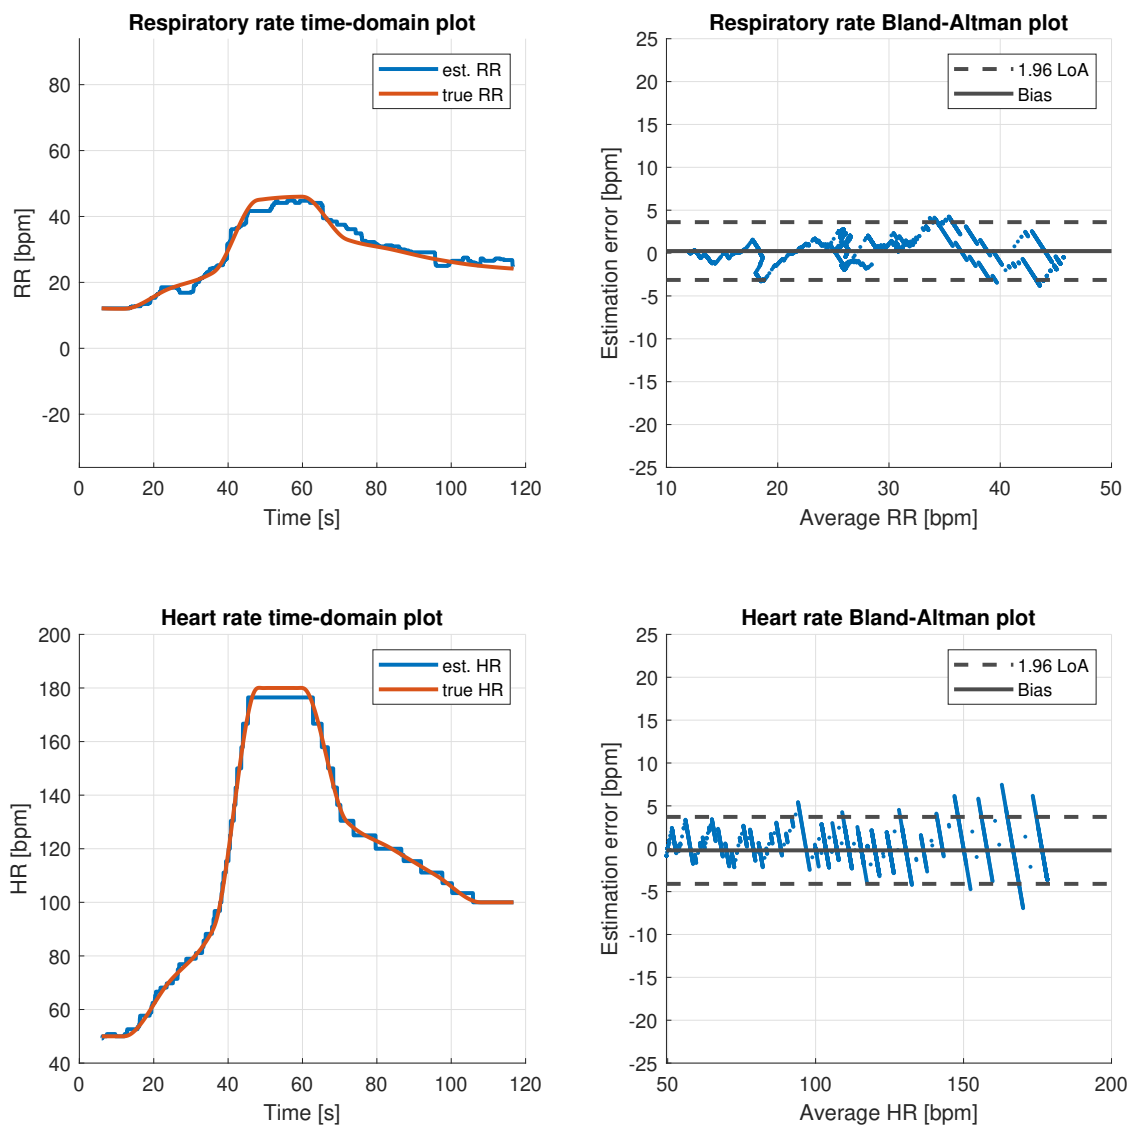 Respiratory rate time-domain plot
est. RR
true RR
RR [bpm]
80
60
40
20
0
-20
0 20 40 60 80 100 120
Time [s]
Respiratory rate Bland-Altman plot
1.96 LoA
Bias
Estimation error [bpm]
25
20
15
10
5
0
-5
-10
-15
-20
-25
10 20 30 40 50
Average RR [bpm]
Heart rate time-domain plot
est. HR
true HR
HR [bpm]
200
180
160
140
120
100
80
60
40
0 20 40 60 80 100 120
Time [s]
Heart rate Bland-Altman plot
1.96 LoA
Bias
Estimation error [bpm]
25
20
15
10
5
0
-5
-10
-15
-20
-25
50 100 150 200
Average HR [bpm]